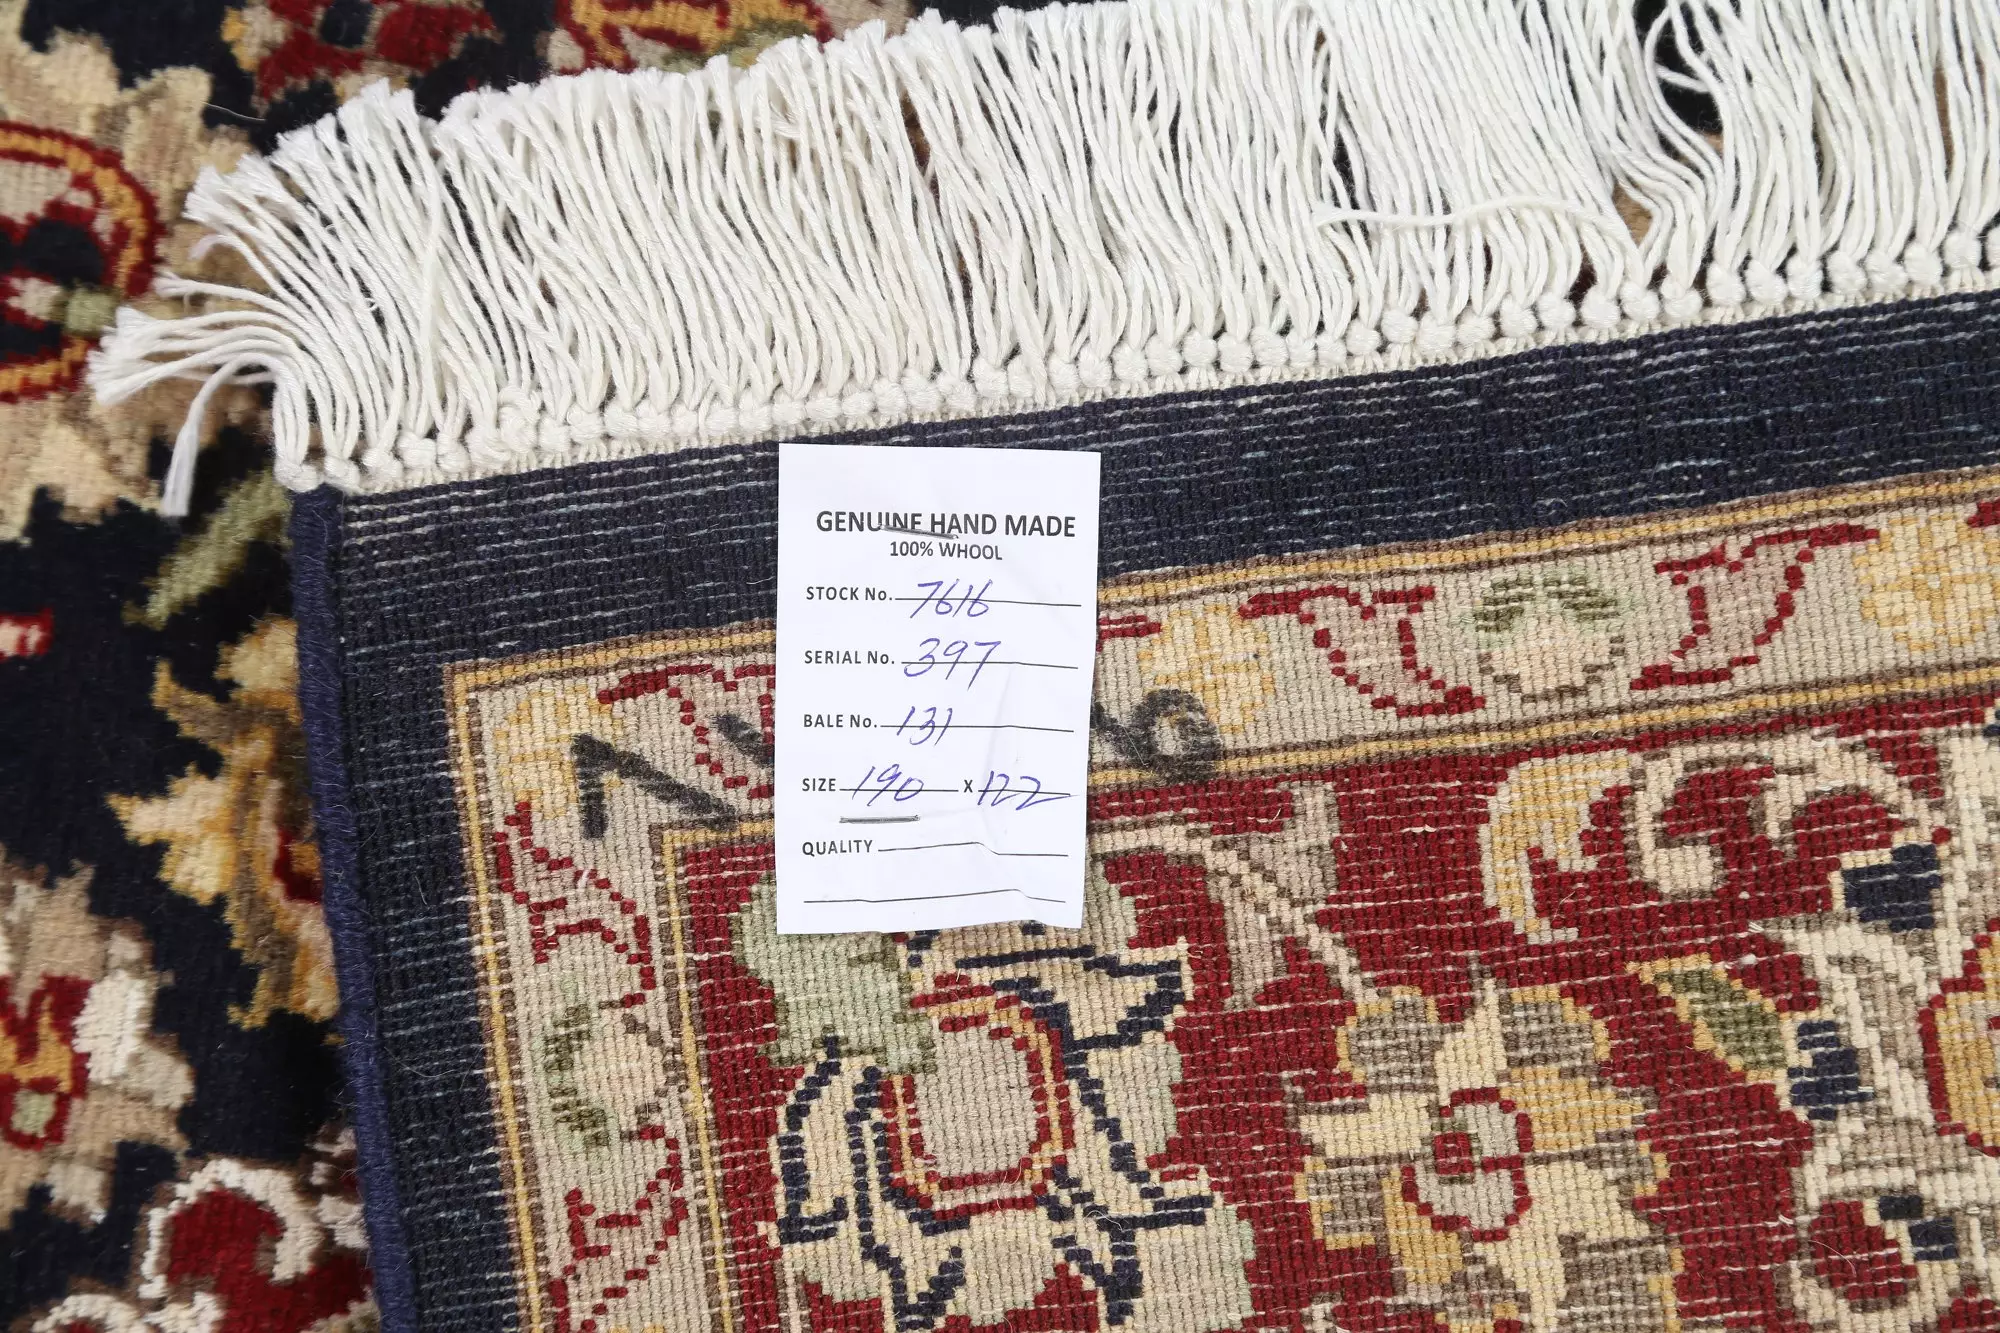 GENUINE HAND MADE
100% WHOOL
STOCK No. 7616
SERIAL No. 397
BALE No. 131
SIZE 190 X 122
QUALITY